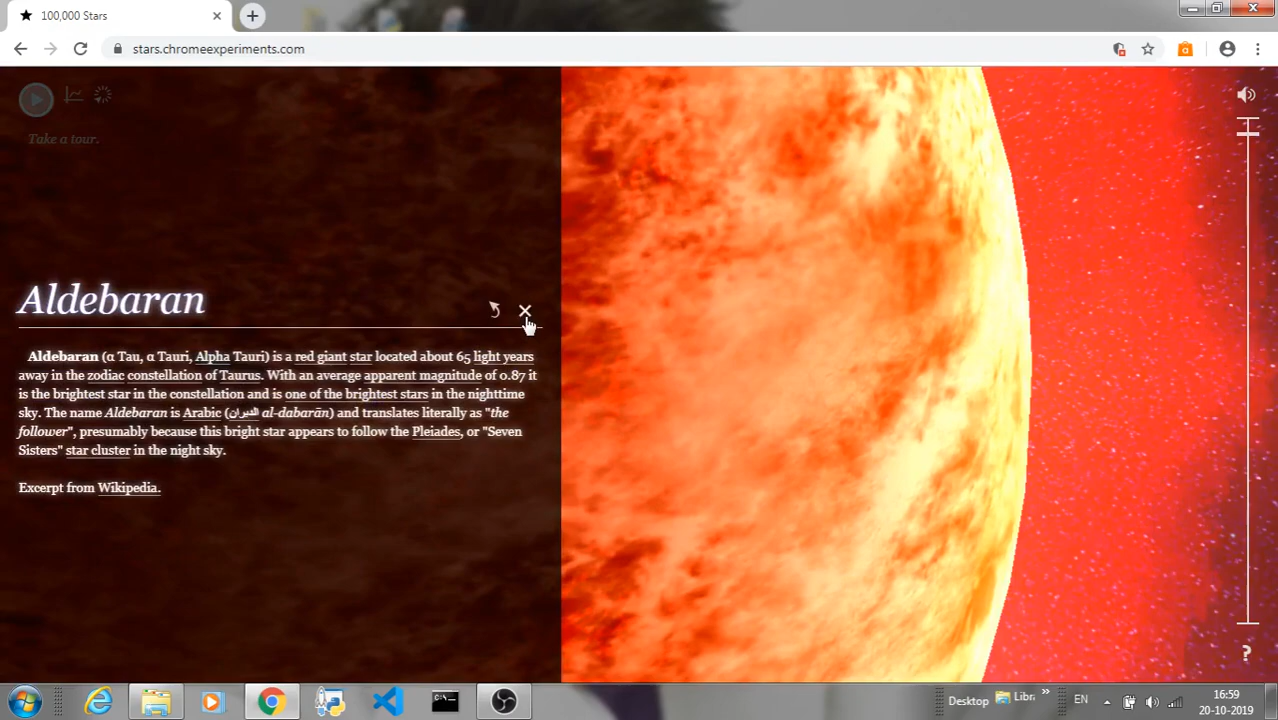 100,000 Stars
stars.chromeexperiments.com
Take a tour.
Aldebaran
Aldebaran (α Tau, α Tauri, Alpha Tauri) is a red giant star located about 65 light years
away in the zodiac constellation of Taurus. With an average apparent magnitude of 0.87 it
is the brightest star in the constellation and is one of the brightest stars in the nighttime
sky. The name Aldebaran is Arabic (الدبران al-dabarān) and translates literally as "the
follower", presumably because this bright star appears to follow the Pleiades, or "Seven
Sisters" star cluster in the night sky.
Excerpt from Wikipedia.
?
Desktop
Libr
»
EN
16:59
20-10-2019